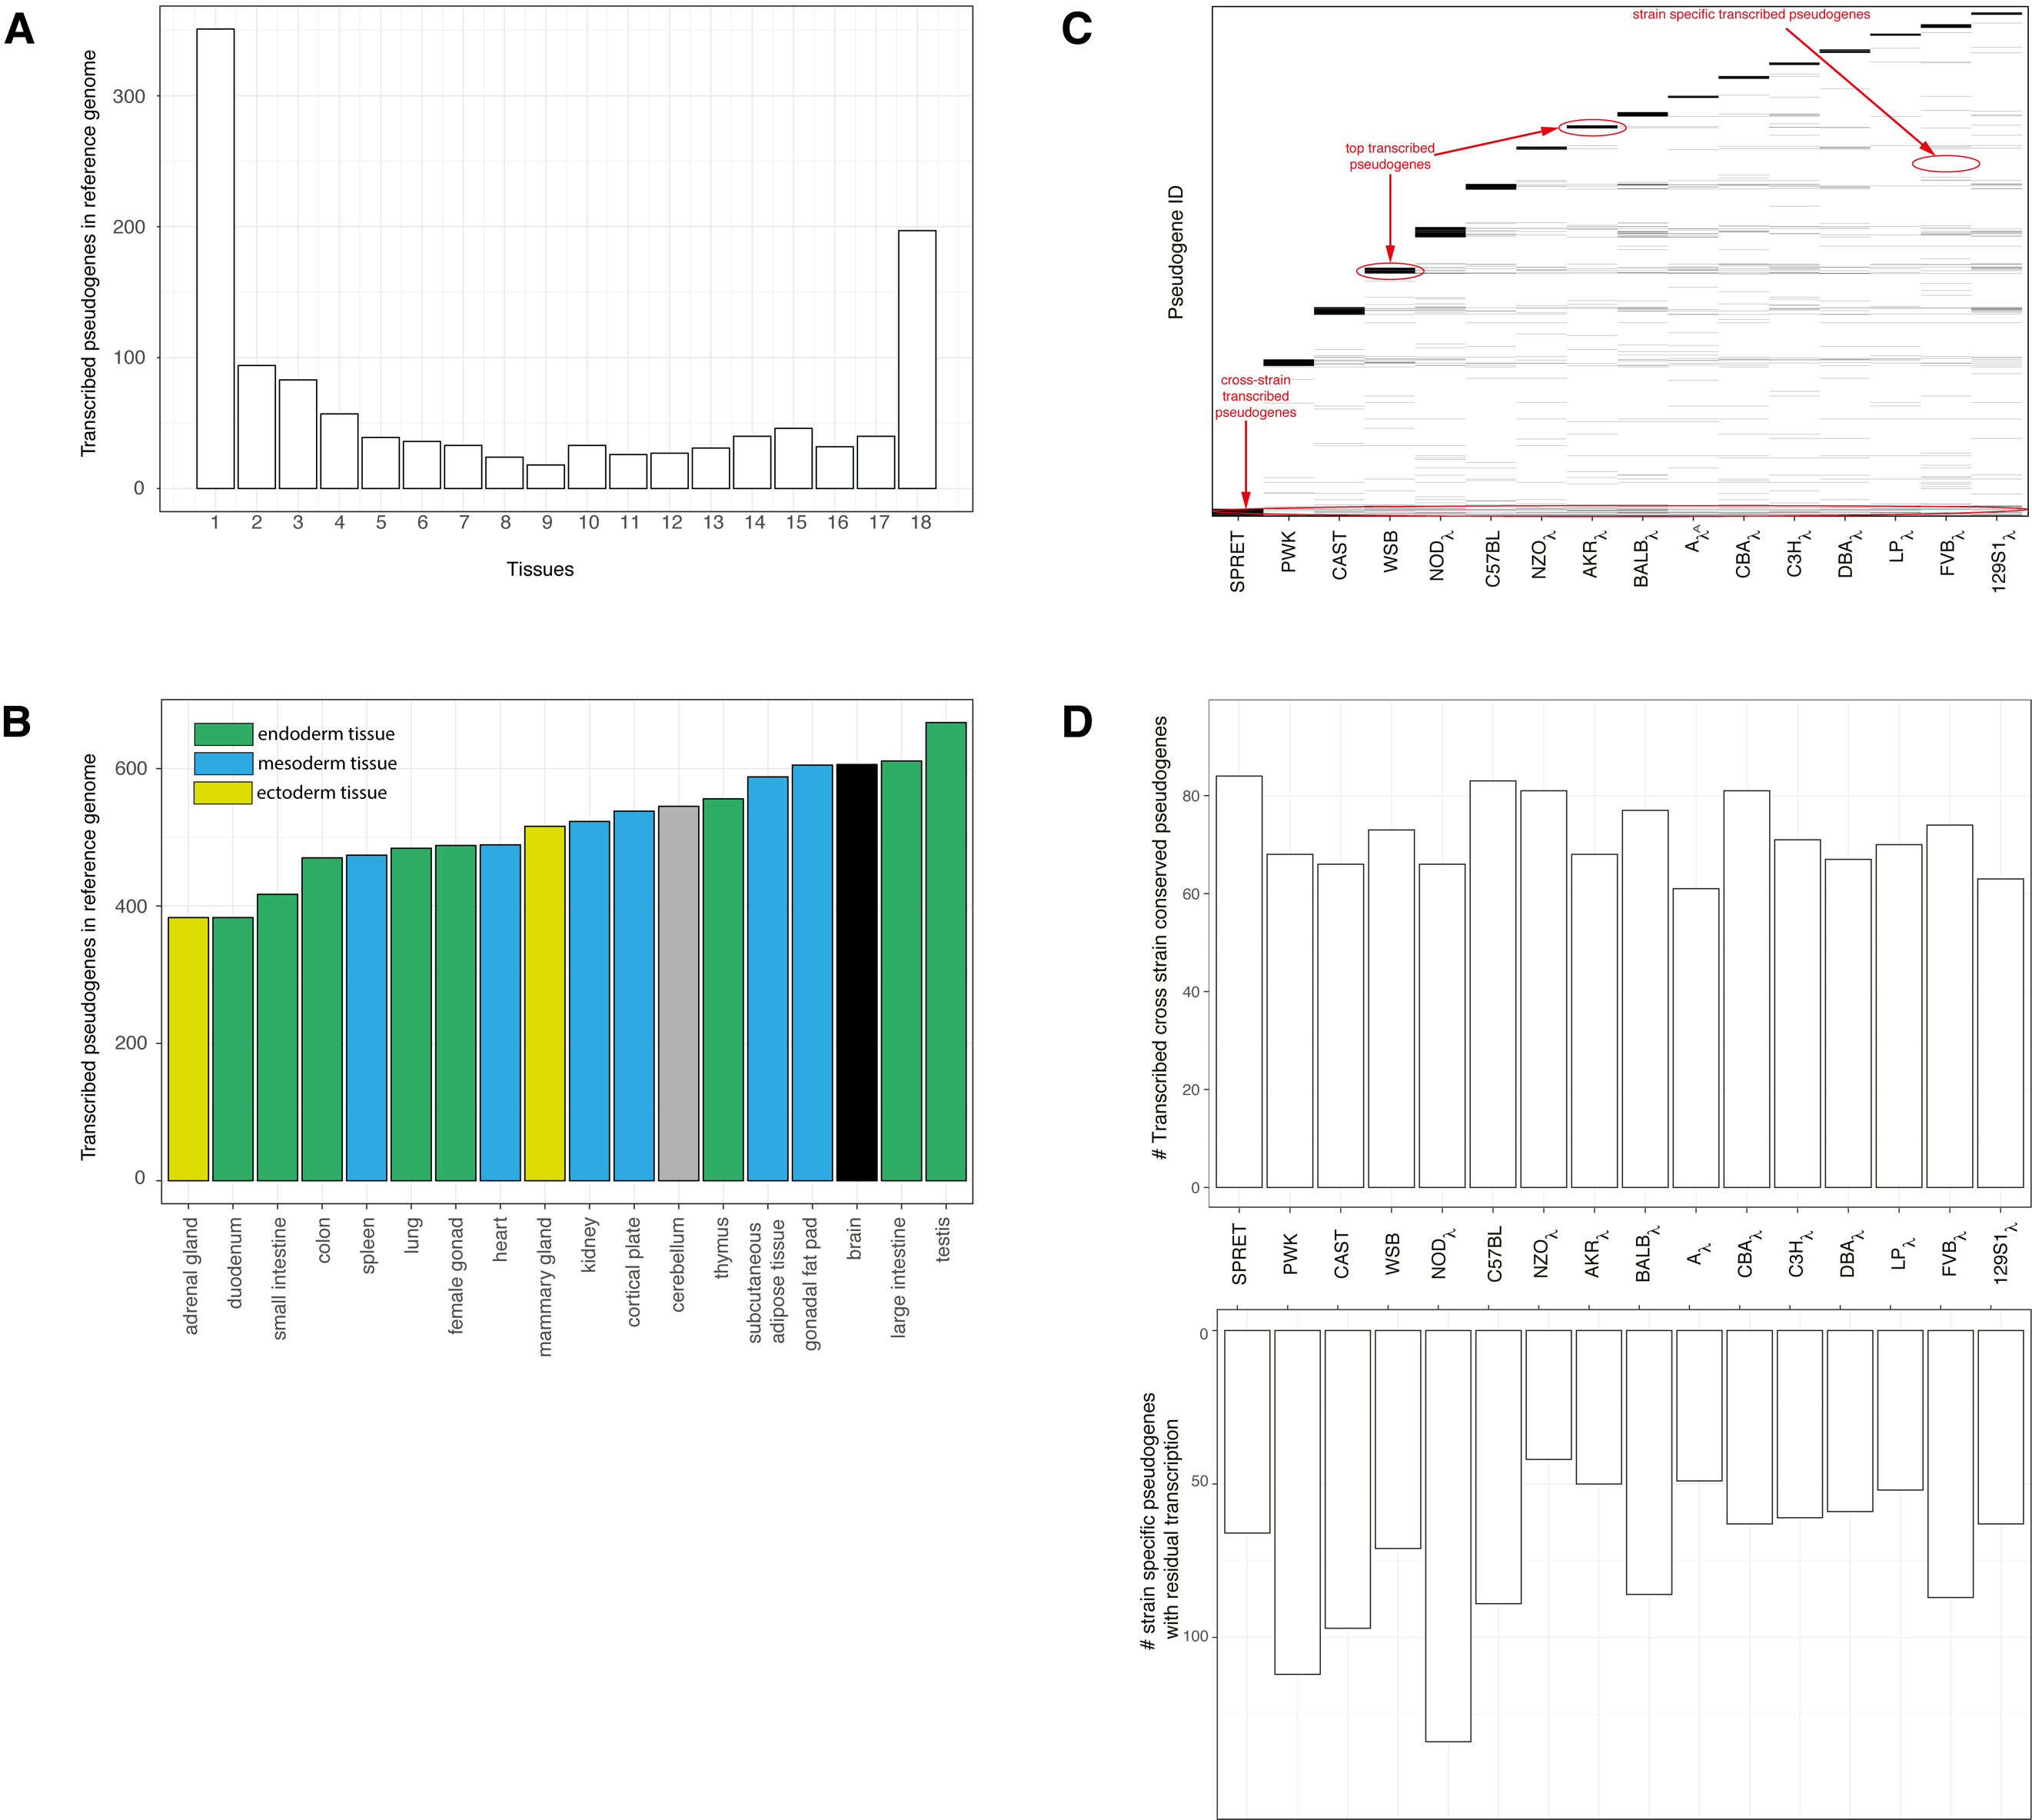 A
Transcribed pseudogenes in reference genome
300
200
100
0
1 2 3 4 5 6 7 8 9 10 11 12 13 14 15 16 17 18
Tissues
B
Transcribed pseudogenes in reference genome
endoderm tissue
mesoderm tissue
ectoderm tissue
600
400
200
0
adrenal gland
duodenum
small intestine
colon
spleen
lung
female gonad
heart
mammary gland
kidney
cortical plate
cerebellum
thymus
subcutaneous
adipose tissue
gonadal fat pad
brain
large intestine
testis
C
Pseudogene ID
strain specific transcribed pseudogenes
top transcribed
pseudogenes
cross-strain
transcribed
pseudogenes
SPRET
PWK
CAST
WSB
NODλ
C57BL
NZOλ
AKRλ
BALBλ
Aλ<
CBAλ
C3Hλ
DBAλ
LPλ
FVBλ
129S1λ
D
# Transcribed cross strain conserved pseudogenes
80
60
40
20
0
SPRET
PWK
CAST
WSB
NODλ
C57BL
NZOλ
AKRλ
BALBλ
Aλ
CBAλ
C3Hλ
DBAλ
LPλ
FVBλ
129S1λ
# strain specific pseudogenes
with residual transcription
0
50
100